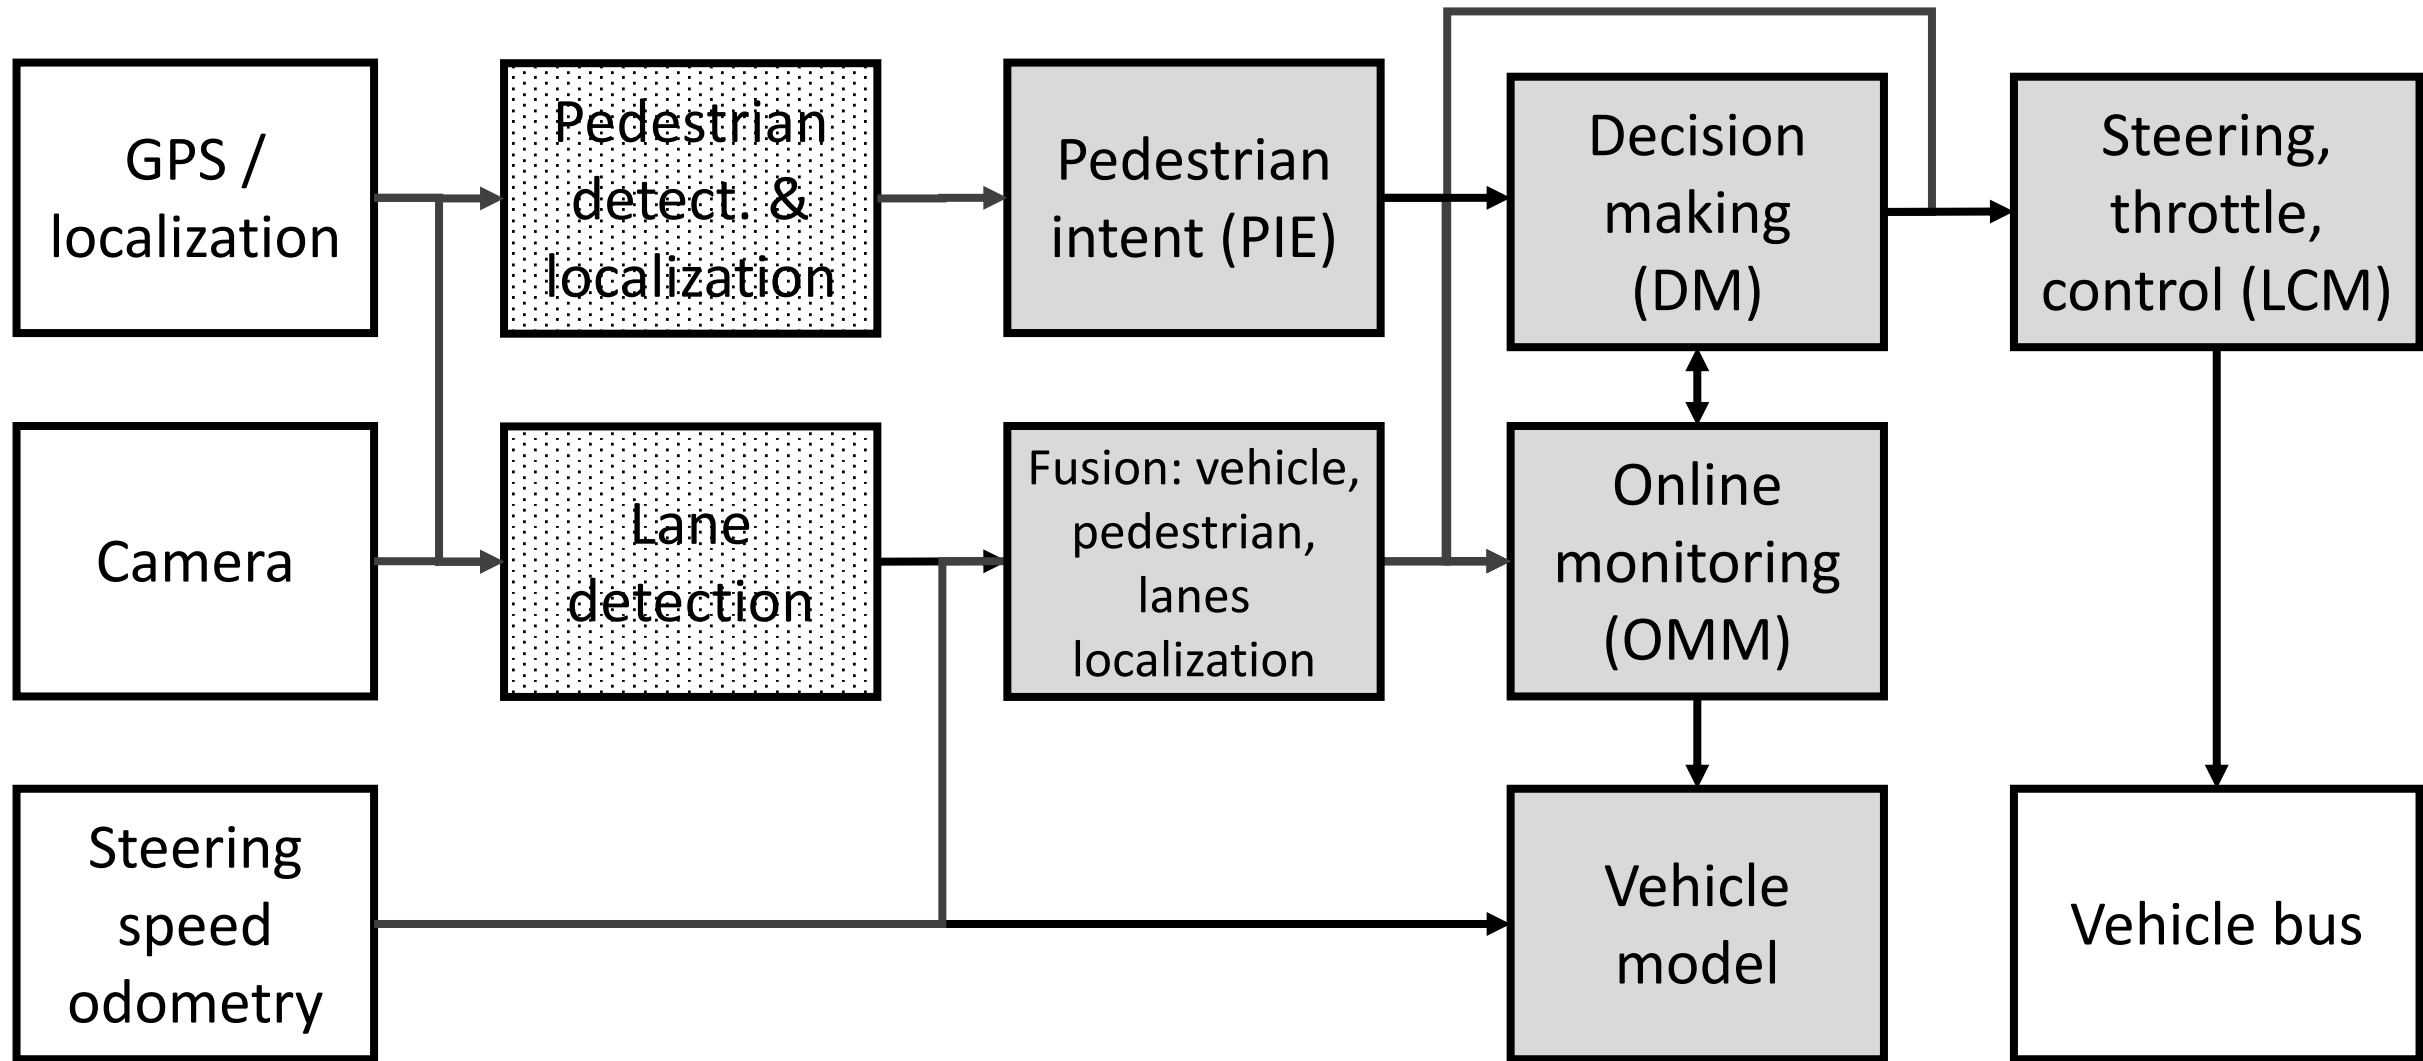 GPS /
localization
Pedestrian
detect. &
localization
Pedestrian
intent (PIE)
Decision
making
(DM)
Steering,
throttle,
control (LCM)
Camera
Lane
detection
Fusion: vehicle,
pedestrian,
lanes
localization
Online
monitoring
(OMM)
Steering
speed
odometry
Vehicle
model
Vehicle bus